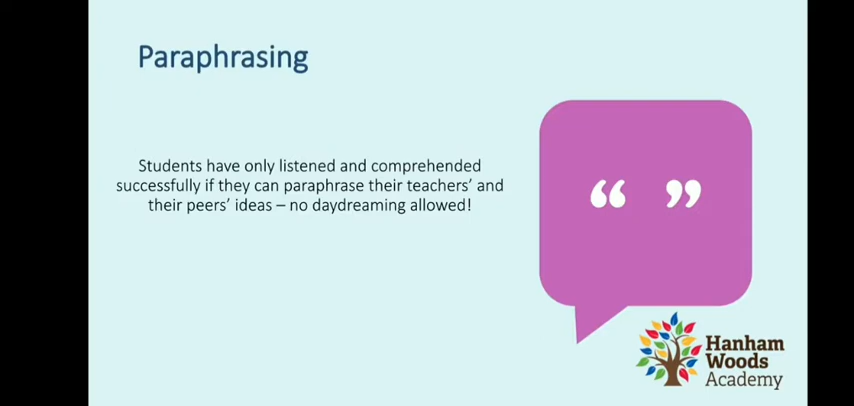 Paraphrasing
Students have only listened and comprehended
successfully if they can paraphrase their teachers’ and
their peers’ ideas – no daydreaming allowed!
“ ”
Hanham
Woods
Academy